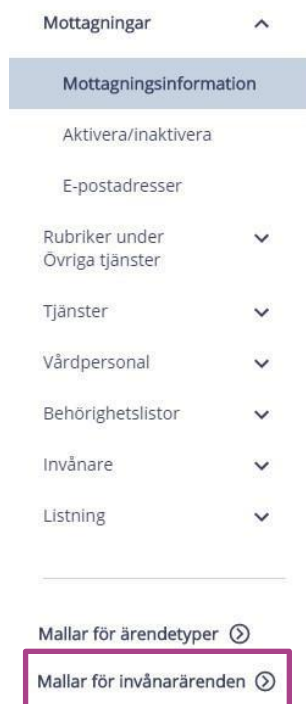 Mottagningar
Mottagningsinformation
Aktivera/inaktivera
E-postadresser
Rubriker under
Övriga tjänster
Tjänster
Vårdpersonal
Behörighetslistor
Invånare
Listning
Mallar för ärendetyper
Mallar för invånarärenden